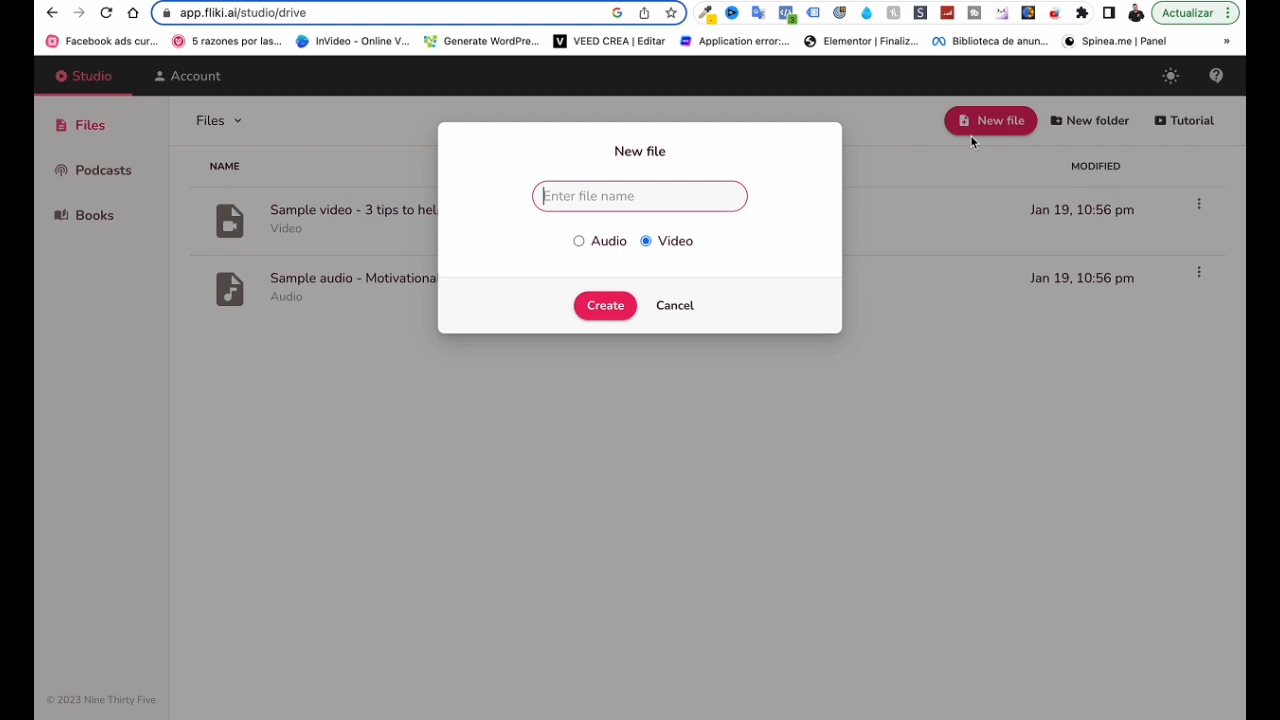 app.fliki.ai/studio/drive
Actualizar
Facebook ads cur...
5 razones por las...
InVideo - Online V...
Generate WordPre...
VEED CREA | Editar
Application error:...
Elementor | Finaliz...
Biblioteca de anun...
Spinea.me | Panel
»
Studio
Account
Files
Podcasts
Books
Files
New file
New folder
Tutorial
NAME
MODIFIED
Sample video - 3 tips to hel
Video
Jan 19, 10:56 pm
Sample audio - Motivational
Audio
Jan 19, 10:56 pm
New file
Enter file name
Audio
Video
Create
Cancel
© 2023 Nine Thirty Five